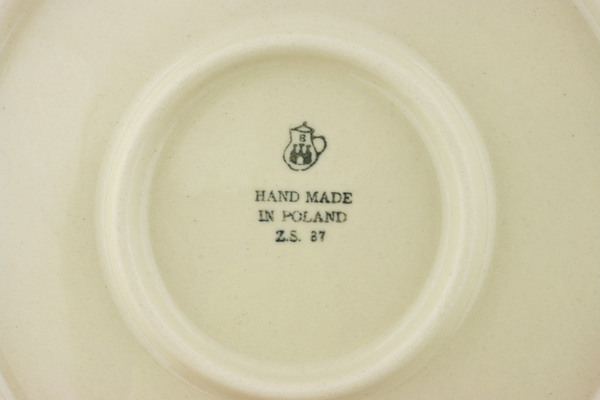 B
HAND MADE
IN POLAND
Z.S. 87